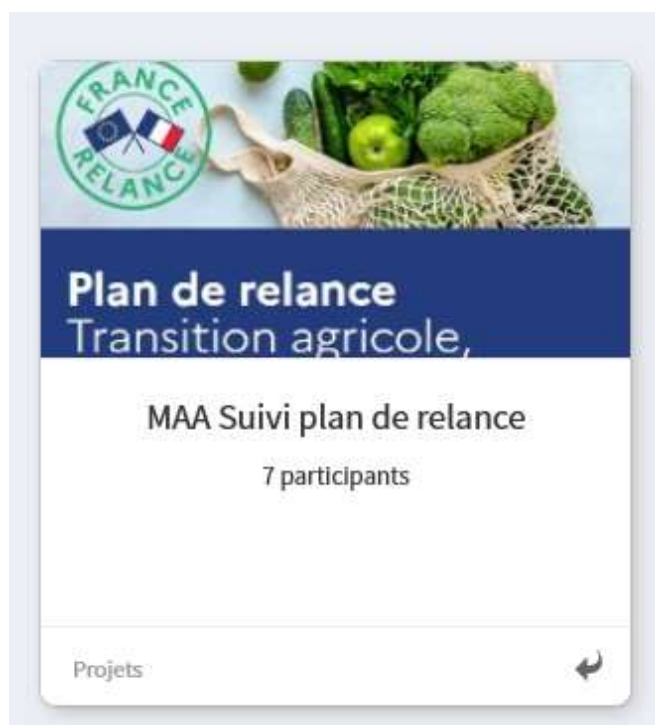 FRANCE
RELANCE
Plan de relance
Transition agricole,
MAA Suivi plan de relance
7 participants
Projets